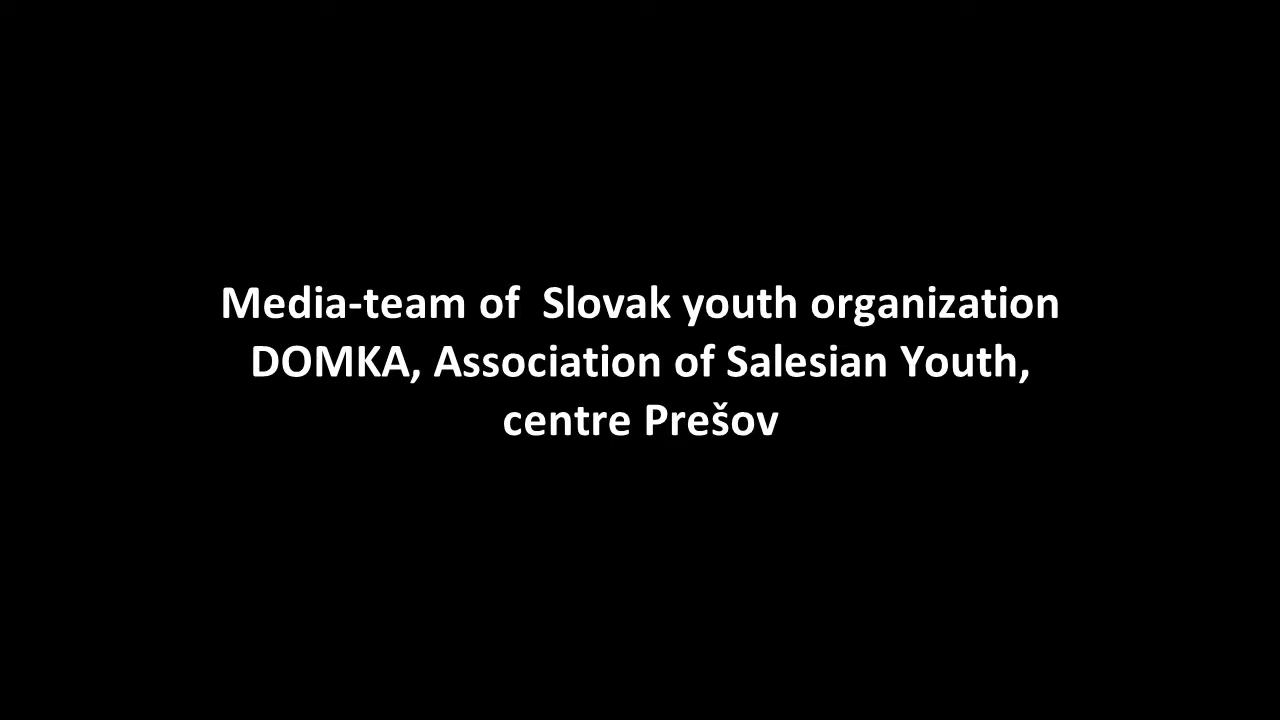 Media-team of  Slovak youth organization
DOMKA, Association of Salesian Youth,
centre Prešov